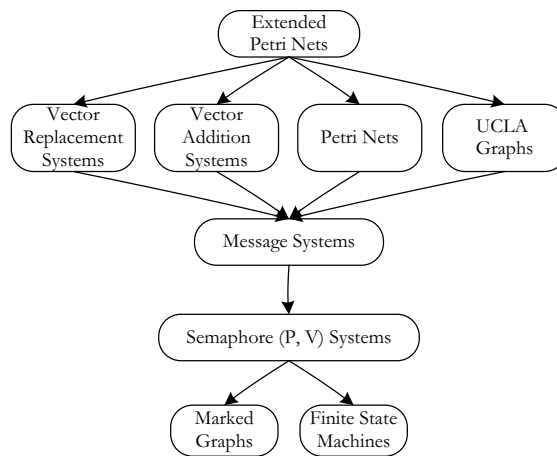 Extended
Petri Nets
Vector
Replacement
Systems
Vector
Addition
Systems
Petri Nets
UCLA
Graphs
Message Systems
Semaphore (P, V) Systems
Marked
Graphs
Finite State
Machines